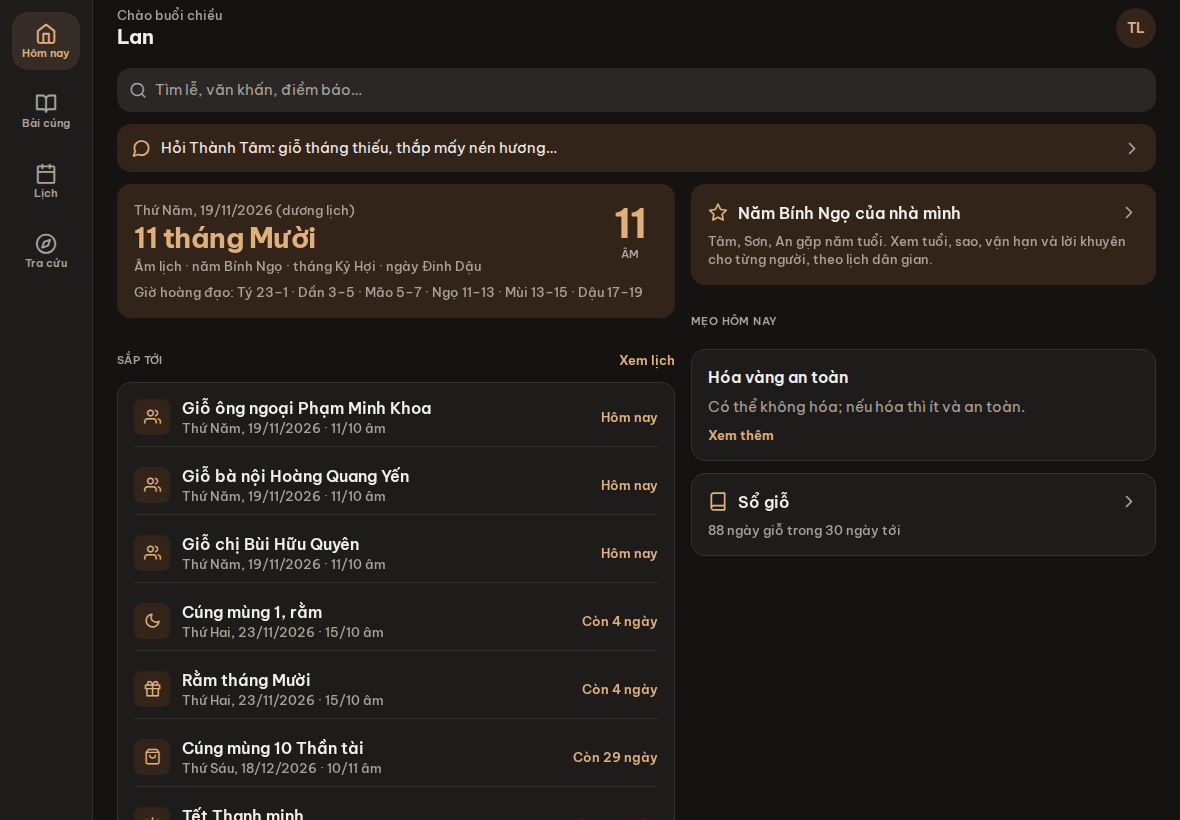 Hôm nay
Bài cúng
Lịch
Tra cứu
Chào buổi chiều
Lan
TL
Tìm lễ, văn khấn, điềm báo…
Hỏi Thành Tâm: giỗ tháng thiếu, thắp mấy nén hương…
Thứ Năm, 19/11/2026 (dương lịch)
11 tháng Mười
Âm lịch · năm Bính Ngọ · tháng Kỷ Hợi · ngày Đinh Dậu
Giờ hoàng đạo: Tý 23–1 · Dần 3–5 · Mão 5–7 · Ngọ 11–13 · Mùi 13–15 · Dậu 17–19
11
ÂM
SẮP TỚI
Xem lịch
Giỗ ông ngoại Phạm Minh Khoa
Thứ Năm, 19/11/2026 · 11/10 âm
Hôm nay
Giỗ bà nội Hoàng Quang Yến
Thứ Năm, 19/11/2026 · 11/10 âm
Hôm nay
Giỗ chị Bùi Hữu Quyên
Thứ Năm, 19/11/2026 · 11/10 âm
Hôm nay
Cúng mùng 1, rằm
Thứ Hai, 23/11/2026 · 15/10 âm
Còn 4 ngày
Rằm tháng Mười
Thứ Hai, 23/11/2026 · 15/10 âm
Còn 4 ngày
Cúng mùng 10 Thần tài
Thứ Sáu, 18/12/2026 · 10/11 âm
Còn 29 ngày
Tết Thanh minh
Năm Bính Ngọ của nhà mình
Tâm, Sơn, An gặp năm tuổi. Xem tuổi, sao, vận hạn và lời khuyên
cho từng người, theo lịch dân gian.
MẸO HÔM NAY
Hóa vàng an toàn
Có thể không hóa; nếu hóa thì ít và an toàn.
Xem thêm
Sổ giỗ
88 ngày giỗ trong 30 ngày tới